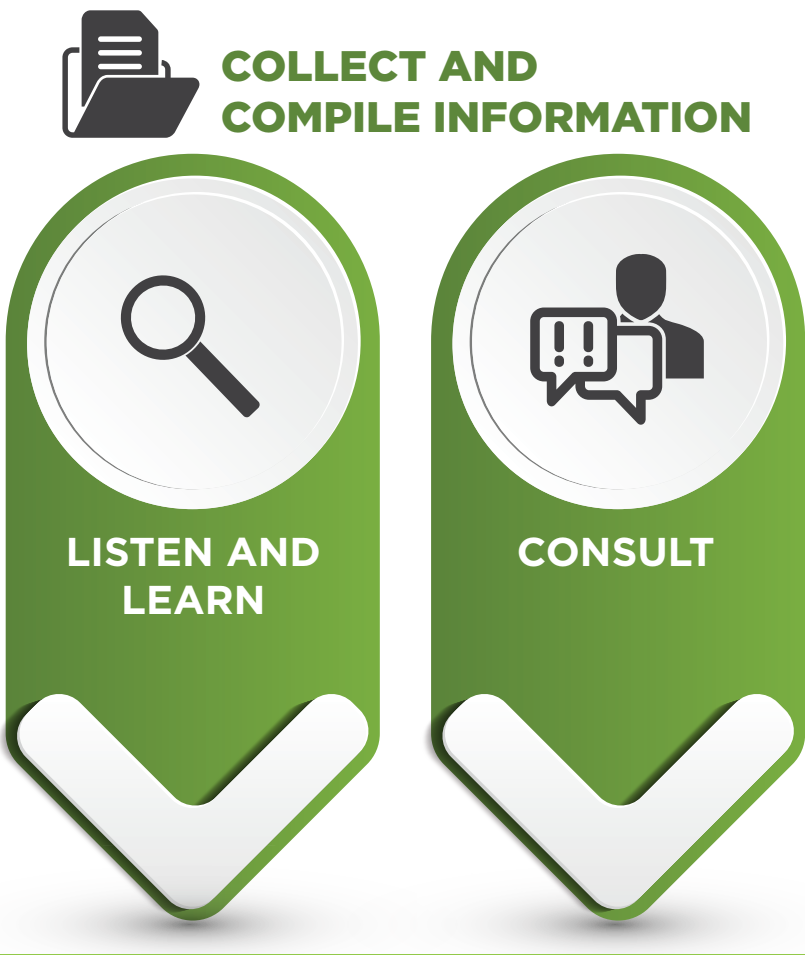 COLLECT AND
COMPILE INFORMATION
LISTEN AND
LEARN
CONSULT